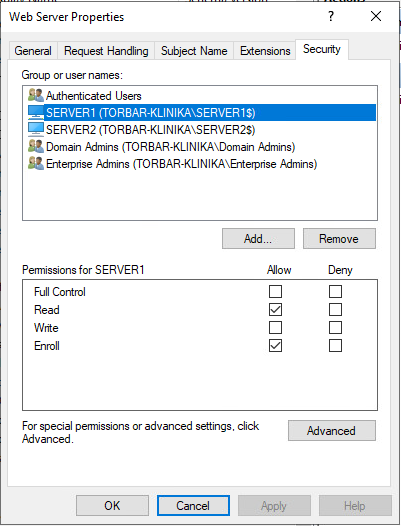 Web Server Properties
? X
General Request Handling Subject Name Extensions Security
Group or user names:
Authenticated Users
SERVER1 (TORBAR-KLINIKA\SERVER1$)
SERVER2 (TORBAR-KLINIKA\SERVER2$)
Domain Admins (TORBAR-KLINIKA\Domain Admins)
Enterprise Admins (TORBAR-KLINIKA\Enterprise Admins)
Add... Remove
Permissions for SERVER1 Allow Deny
Full Control
Read
Write
Enroll
For special permissions or advanced settings, click
Advanced.
Advanced
OK Cancel Apply Help